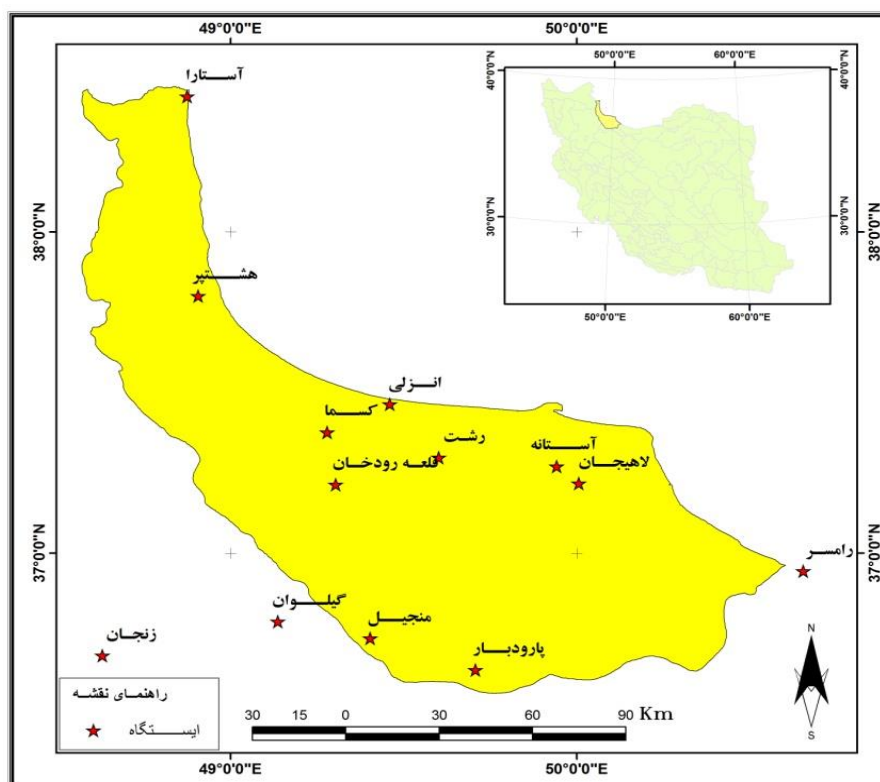 49°0'0"E 50°0'0"E
50°0'0"E 60°0'0"E
40°0'0"N 40°0'0"N
30°0'0"N 30°0'0"N
50°0'0"E 60°0'0"E
38°0'0"N 38°0'0"N
37°0'0"N 37°0'0"N
آستارا
هشتپر
انزلی
کسما
رشت
قلعه رودخان
آستانه
لاهیجان
رامسر
گیلوان
منجیل
پارودبار
زنجان
راهنمای نقشه
ایستگاه
30 15 0 30 60 90 Km
N
S
49°0'0"E 50°0'0"E